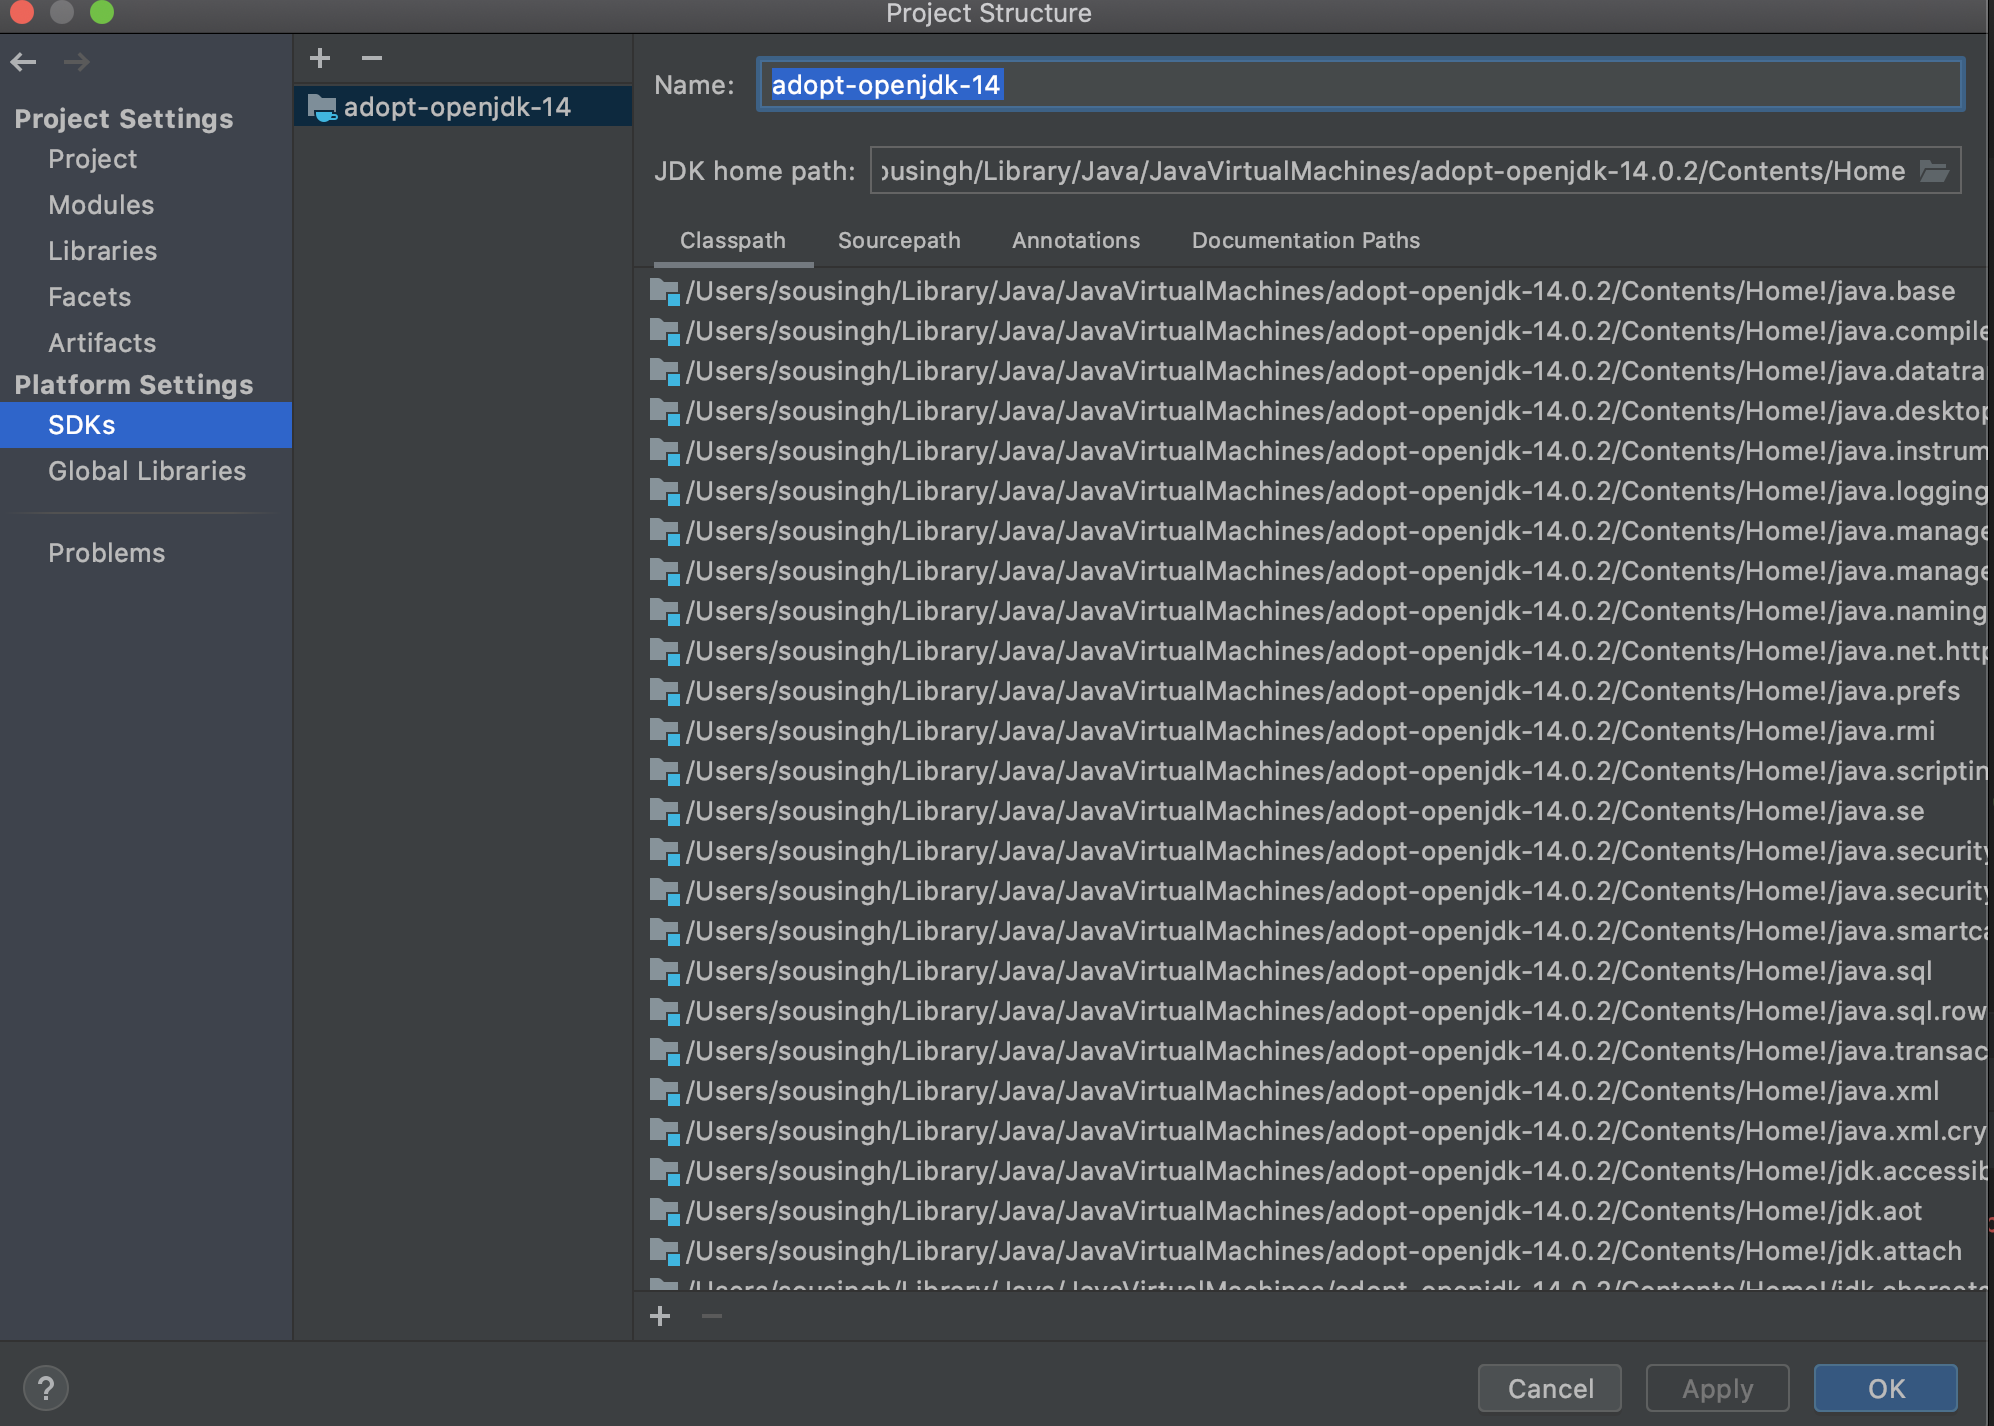 Project Structure
Project Settings
Project
Modules
Libraries
Facets
Artifacts
Platform Settings
SDKs
Global Libraries
Problems
adopt-openjdk-14
Name: adopt-openjdk-14
JDK home path: ousingh/Library/Java/JavaVirtualMachines/adopt-openjdk-14.0.2/Contents/Home
Classpath Sourcepath Annotations Documentation Paths
/Users/sousingh/Library/Java/JavaVirtualMachines/adopt-openjdk-14.0.2/Contents/Home!/java.base
/Users/sousingh/Library/Java/JavaVirtualMachines/adopt-openjdk-14.0.2/Contents/Home!/java.compile
/Users/sousingh/Library/Java/JavaVirtualMachines/adopt-openjdk-14.0.2/Contents/Home!/java.datatra
/Users/sousingh/Library/Java/JavaVirtualMachines/adopt-openjdk-14.0.2/Contents/Home!/java.desktop
/Users/sousingh/Library/Java/JavaVirtualMachines/adopt-openjdk-14.0.2/Contents/Home!/java.instrum
/Users/sousingh/Library/Java/JavaVirtualMachines/adopt-openjdk-14.0.2/Contents/Home!/java.logging
/Users/sousingh/Library/Java/JavaVirtualMachines/adopt-openjdk-14.0.2/Contents/Home!/java.manage
/Users/sousingh/Library/Java/JavaVirtualMachines/adopt-openjdk-14.0.2/Contents/Home!/java.manage
/Users/sousingh/Library/Java/JavaVirtualMachines/adopt-openjdk-14.0.2/Contents/Home!/java.naming
/Users/sousingh/Library/Java/JavaVirtualMachines/adopt-openjdk-14.0.2/Contents/Home!/java.net.http
/Users/sousingh/Library/Java/JavaVirtualMachines/adopt-openjdk-14.0.2/Contents/Home!/java.prefs
/Users/sousingh/Library/Java/JavaVirtualMachines/adopt-openjdk-14.0.2/Contents/Home!/java.rmi
/Users/sousingh/Library/Java/JavaVirtualMachines/adopt-openjdk-14.0.2/Contents/Home!/java.scriptin
/Users/sousingh/Library/Java/JavaVirtualMachines/adopt-openjdk-14.0.2/Contents/Home!/java.se
/Users/sousingh/Library/Java/JavaVirtualMachines/adopt-openjdk-14.0.2/Contents/Home!/java.security
/Users/sousingh/Library/Java/JavaVirtualMachines/adopt-openjdk-14.0.2/Contents/Home!/java.security
/Users/sousingh/Library/Java/JavaVirtualMachines/adopt-openjdk-14.0.2/Contents/Home!/java.smartca
/Users/sousingh/Library/Java/JavaVirtualMachines/adopt-openjdk-14.0.2/Contents/Home!/java.sql
/Users/sousingh/Library/Java/JavaVirtualMachines/adopt-openjdk-14.0.2/Contents/Home!/java.sql.row
/Users/sousingh/Library/Java/JavaVirtualMachines/adopt-openjdk-14.0.2/Contents/Home!/java.transac
/Users/sousingh/Library/Java/JavaVirtualMachines/adopt-openjdk-14.0.2/Contents/Home!/java.xml
/Users/sousingh/Library/Java/JavaVirtualMachines/adopt-openjdk-14.0.2/Contents/Home!/java.xml.cry
/Users/sousingh/Library/Java/JavaVirtualMachines/adopt-openjdk-14.0.2/Contents/Home!/jdk.accessib
/Users/sousingh/Library/Java/JavaVirtualMachines/adopt-openjdk-14.0.2/Contents/Home!/jdk.aot
/Users/sousingh/Library/Java/JavaVirtualMachines/adopt-openjdk-14.0.2/Contents/Home!/jdk.attach
/Users/sousingh/Library/Java/JavaVirtualMachines/adopt-openjdk-14.0.2/Contents/Home!/jdk.charsets
? Cancel Apply OK